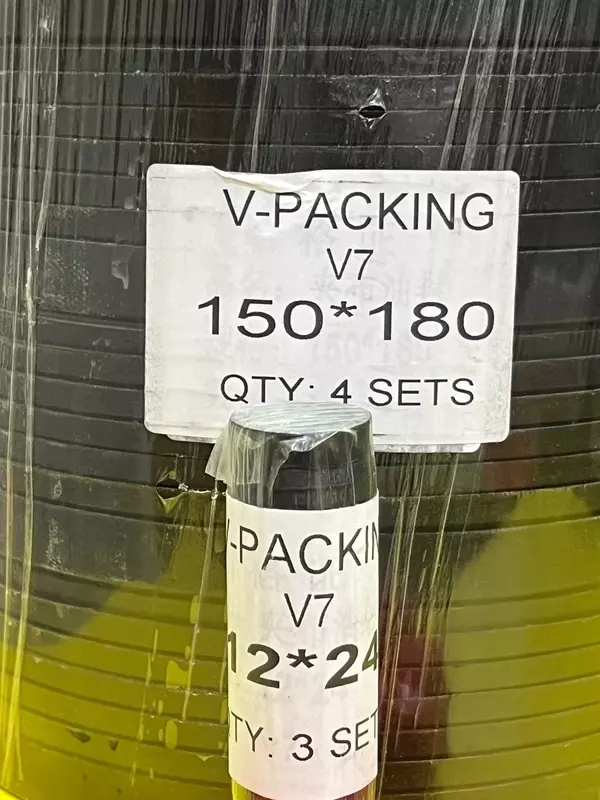 V-PACKING
V7
150*180
QTY: 4 SETS
-PACKIN
V7
12*24
TY: 3 SET